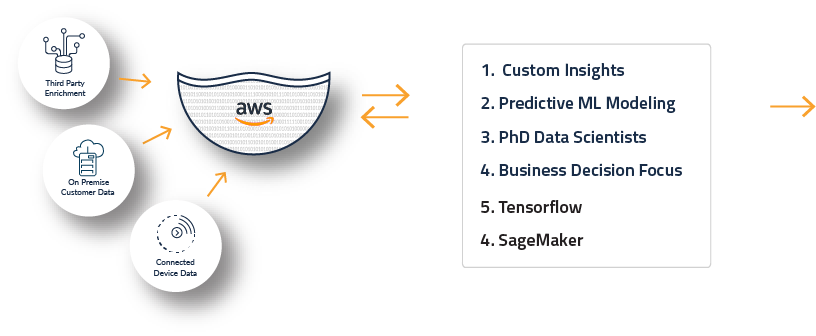 Third Party
Enrichment
On Premise
Customer Data
Connected
Device Data
aws
1. Custom Insights
2. Predictive ML Modeling
3. PhD Data Scientists
4. Business Decision Focus
5. Tensorflow
4. SageMaker